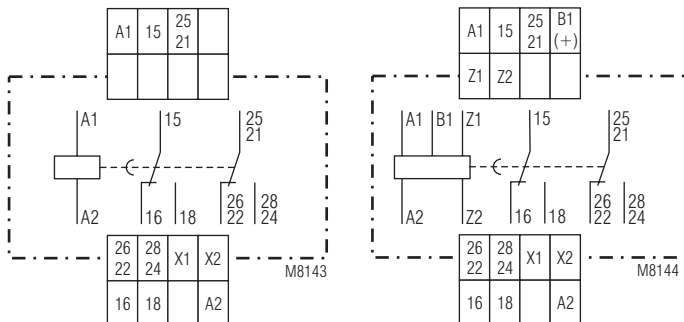 A1 15 25 21
A1 15 25 21 B1 (+)
Z1 Z2
A1 15 25 21
A1 B1 Z1 15 25 21
A2 16 18 26 22 28 24
A2 Z2 16 18 26 22 28 24
26 22 28 24 X1 X2
M8143
26 22 28 24 X1 X2
M8144
16 18 A2
16 18 A2